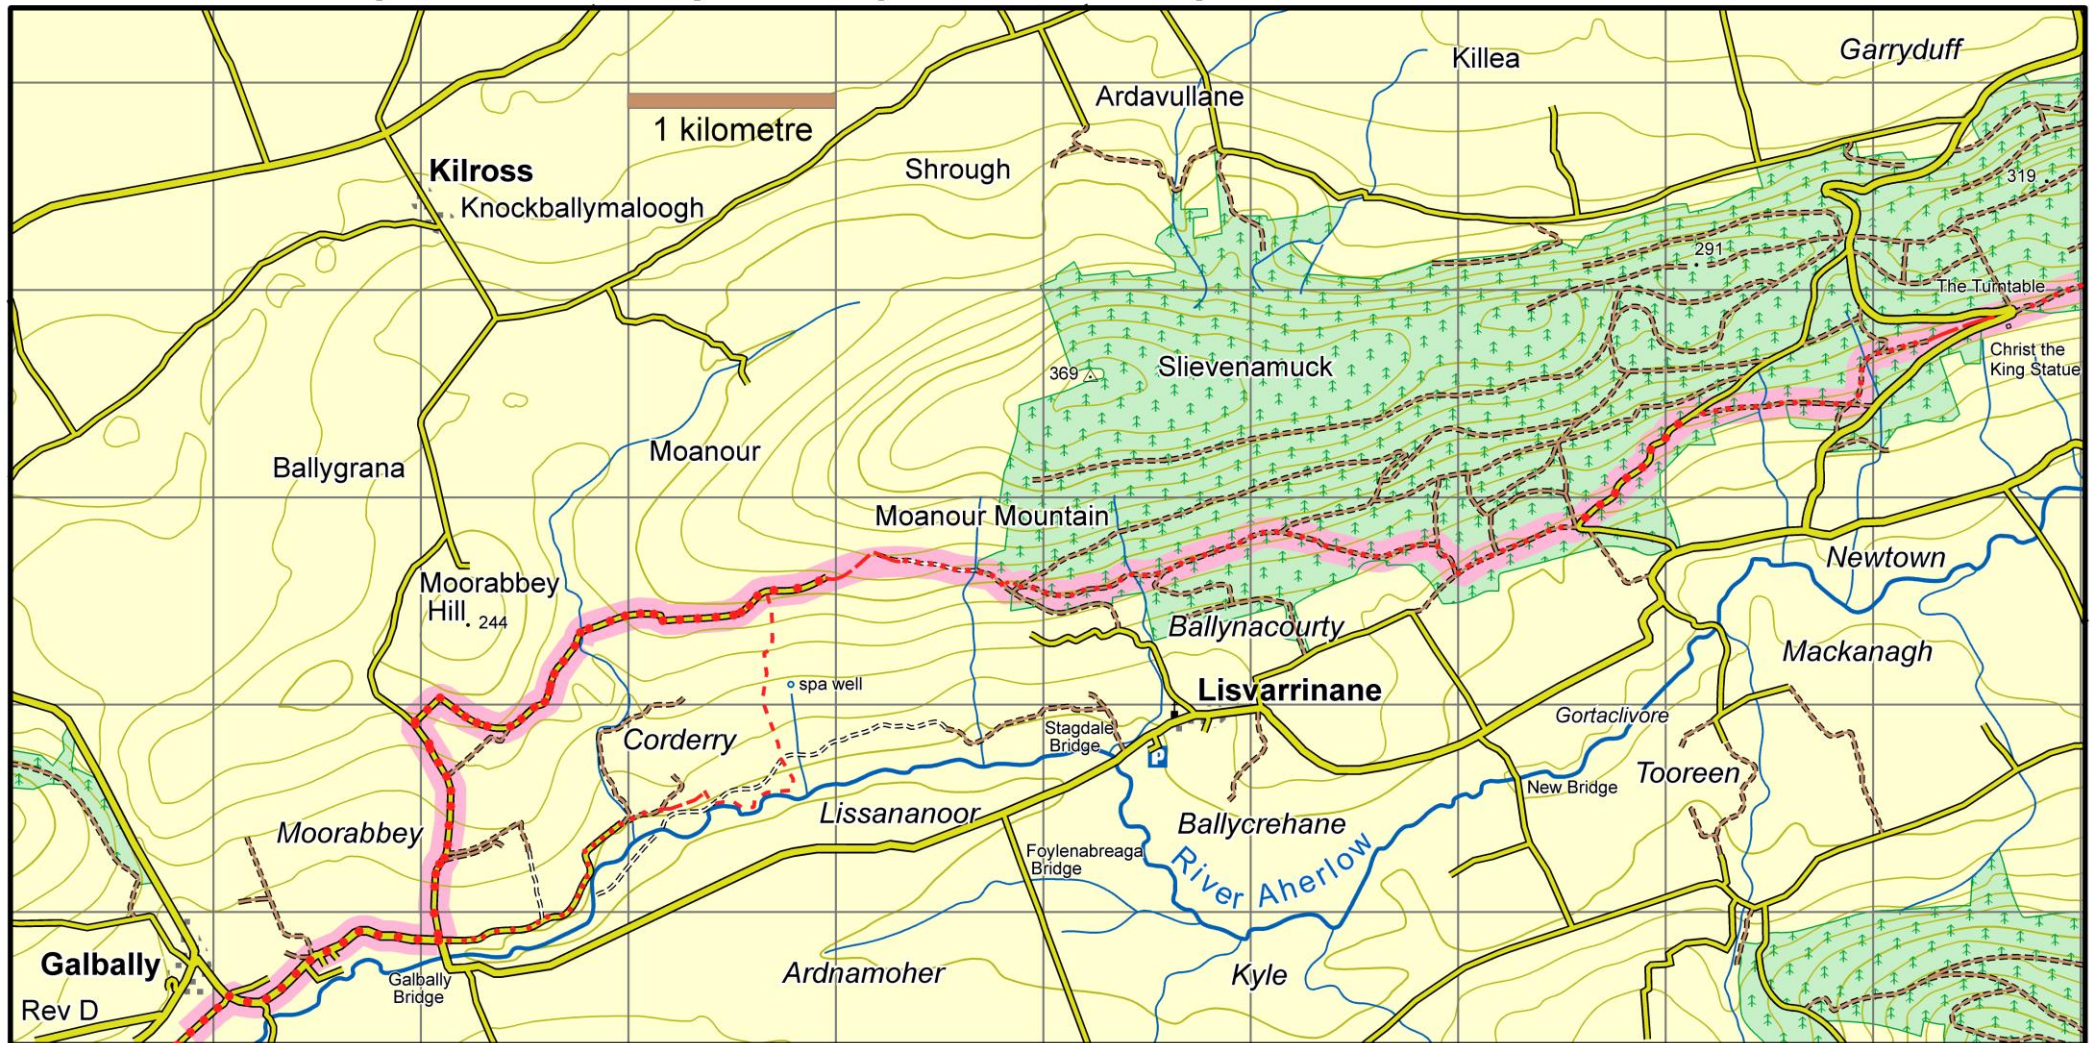 Garryduff
Killea
Ardavullane
1 kilometre
Kilross
Shrough
319
Knockballymaloogh
291
The Turntable
Christ the
King Statue
369
Slievenamuck
Moanour
Ballygrana
Moanour Mountain
Newtown
Moorabbey
Hill
244
Ballynacourty
Mackanagh
spa well
Lisvarrinane
Gortaclivore
Corderry
Stagdale
Bridge
P
Tooreen
New Bridge
Lissananoor
Ballycrehane
Moorabbey
Foylenabreaga
Bridge
River Aherlow
Galbally
Galbally
Bridge
Ardnamoher
Kyle
Rev D